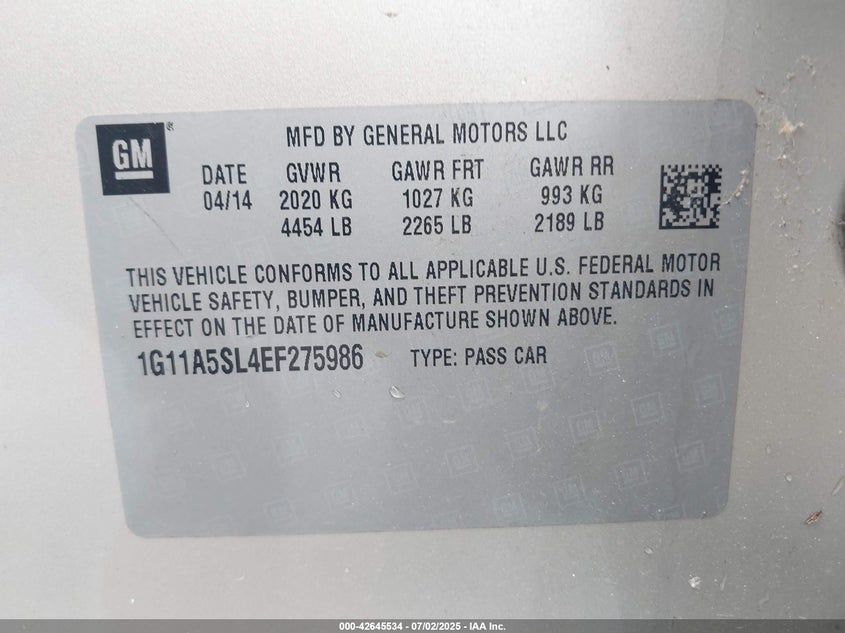 GM®
MFD BY GENERAL MOTORS LLC
DATE GVWR GAWR FRT GAWR RR
04/14 2020 KG 1027 KG 993 KG
4454 LB 2265 LB 2189 LB
THIS VEHICLE CONFORMS TO ALL APPLICABLE U.S. FEDERAL MOTOR
VEHICLE SAFETY, BUMPER, AND THEFT PREVENTION STANDARDS IN
EFFECT ON THE DATE OF MANUFACTURE SHOWN ABOVE.
1G11A5SL4EF275986 TYPE: PASS CAR
000-42645534 - 07/02/2025 - IAA Inc.